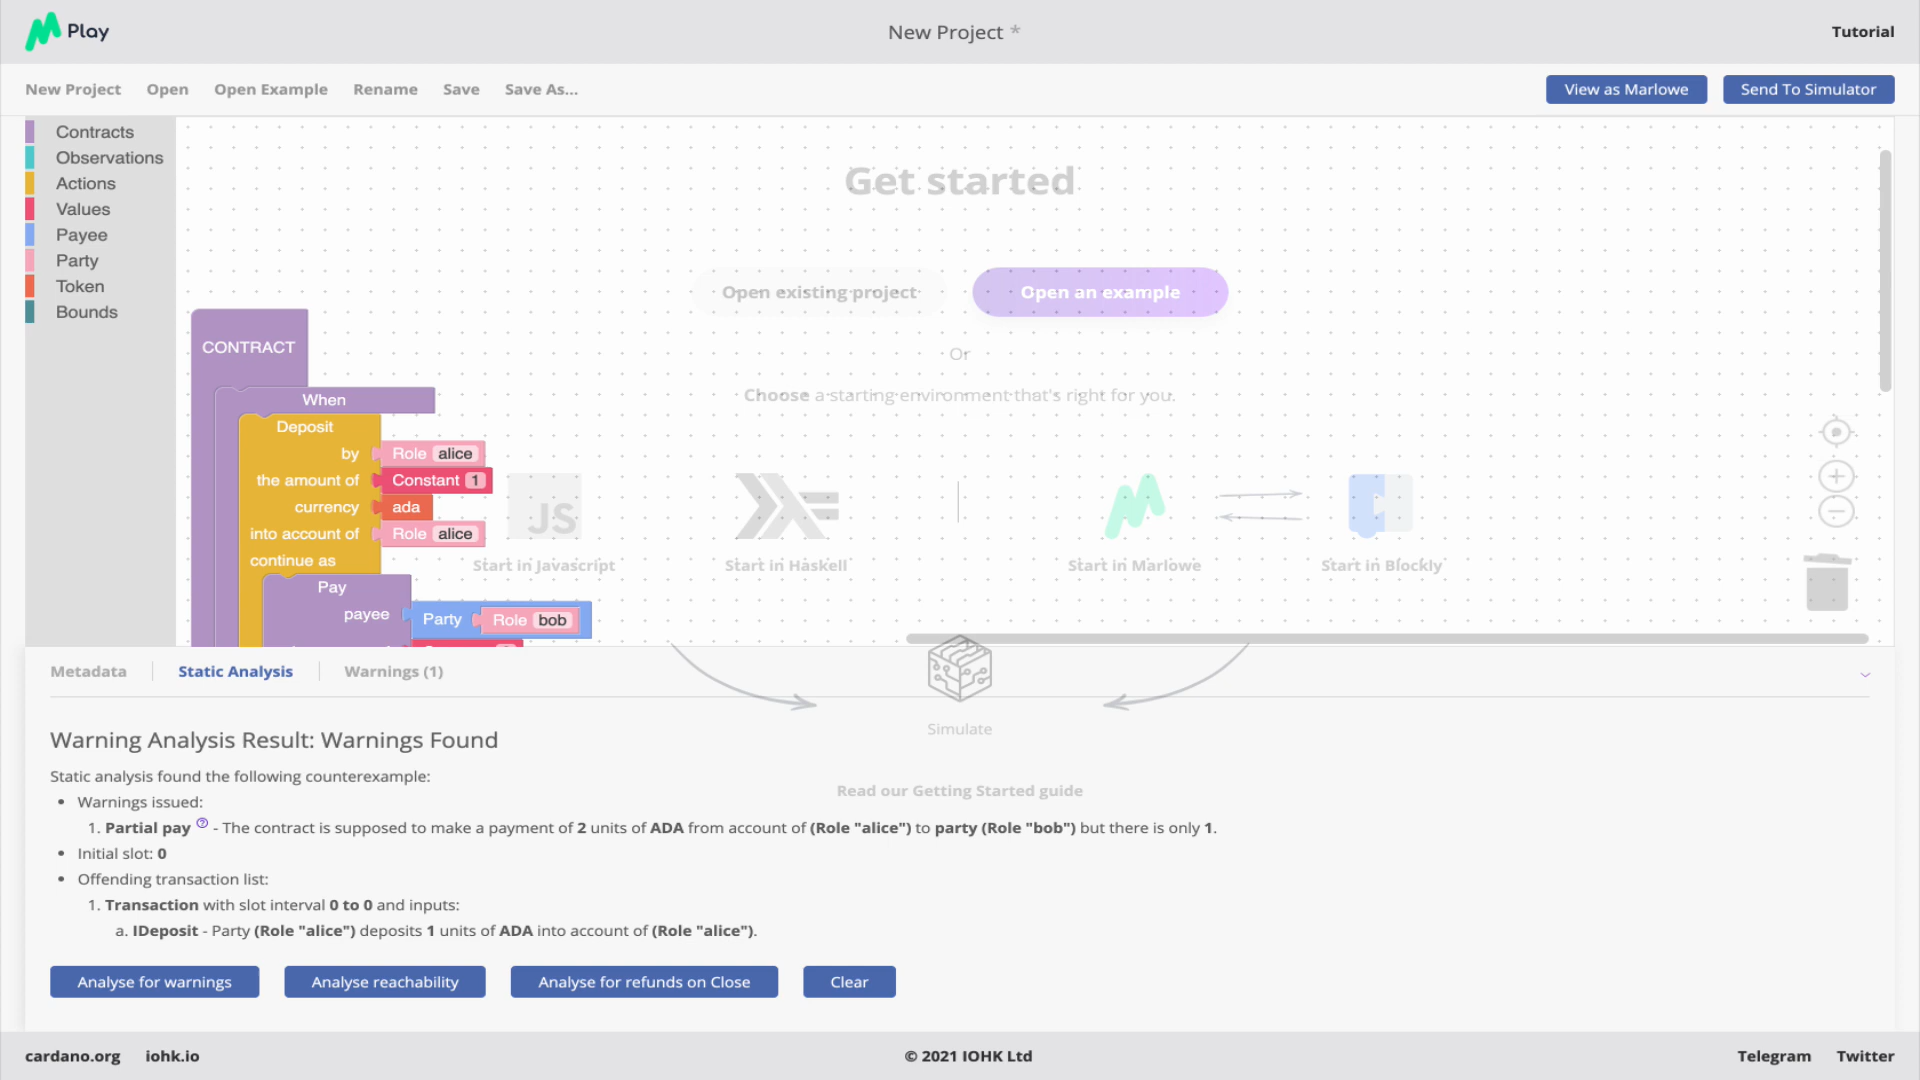 Play
New Project *
Tutorial
New Project Open Open Example Rename Save Save As...
View as Marlowe Send To Simulator
Contracts
Observations
Actions
Values
Payee
Party
Token
Bounds
Get started
Open existing project Open an example
Or
Choose a starting environment that's right for you.
CONTRACT
When
Deposit
by Role alice
the amount of Constant 1
currency ada
into account of Role alice
continue as
Pay
payee Party Role bob
JS
Start in Javascript Start in Haskell Start in Marlowe Start in Blockly
Metadata Static Analysis Warnings (1)
Simulate
Read our Getting Started guide
Warning Analysis Result: Warnings Found
Static analysis found the following counterexample:
• Warnings issued:
1. Partial pay ? - The contract is supposed to make a payment of 2 units of ADA from account of (Role "alice") to party (Role "bob") but there is only 1.
• Initial slot: 0
• Offending transaction list:
1. Transaction with slot interval 0 to 0 and inputs:
a. IDeposit - Party (Role "alice") deposits 1 units of ADA into account of (Role "alice").
Analyse for warnings Analyse reachability Analyse for refunds on Close Clear
cardano.org iohk.io
© 2021 IOHK Ltd
Telegram Twitter